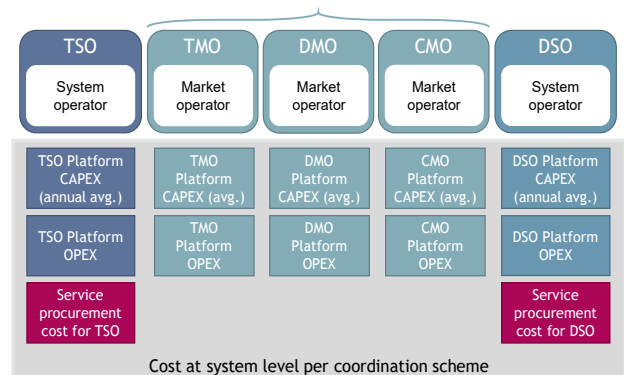 TSO
TMO
DMO
CMO
DSO
System
operator
Market
operator
Market
operator
Market
operator
System
operator
TSO Platform
CAPEX
(annual avg.)
TMO
Platform
CAPEX (avg.)
DMO
Platform
CAPEX (avg.)
CMO
Platform
CAPEX (avg.)
DSO Platform
CAPEX
(annual avg.)
TSO Platform
OPEX
TMO
Platform
OPEX
DMO
Platform
OPEX
CMO
Platform
OPEX
DSO Platform
OPEX
Service
procurement
cost for TSO
Service
procurement
cost for DSO
Cost at system level per coordination scheme